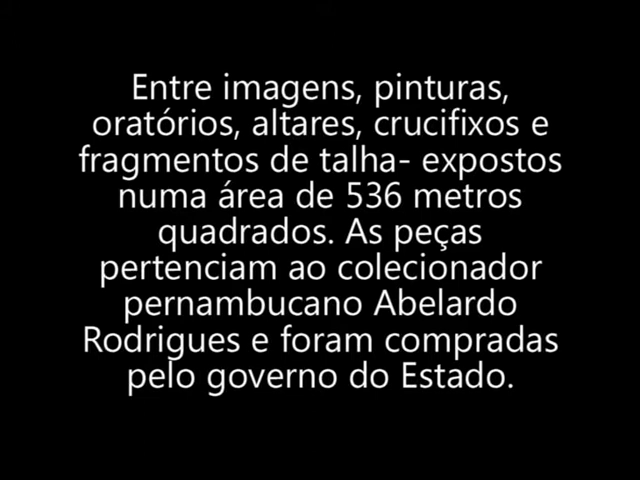 Entre imagens, pinturas,
oratórios, altares, crucifixos e
fragmentos de talha- expostos
numa área de 536 metros
quadrados. As peças
pertenciam ao colecionador
pernambucano Abelardo
Rodrigues e foram compradas
pelo governo do Estado.